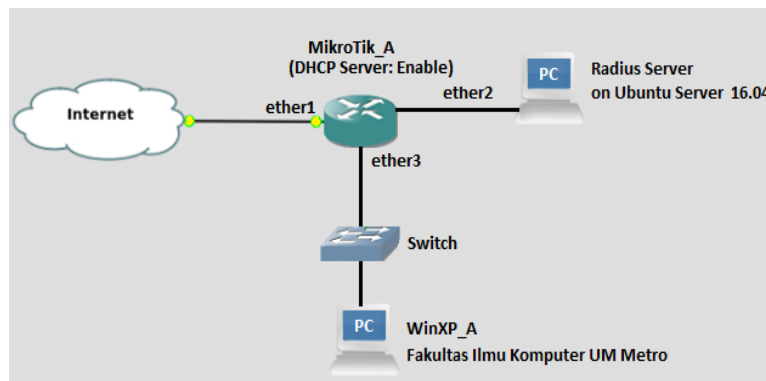 MikroTik_A
(DHCP Server: Enable)
Internet
ether1
ether2
PC
Radius Server
on Ubuntu Server 16.04
ether3
Switch
PC
WinXP_A
Fakultas Ilmu Komputer UM Metro